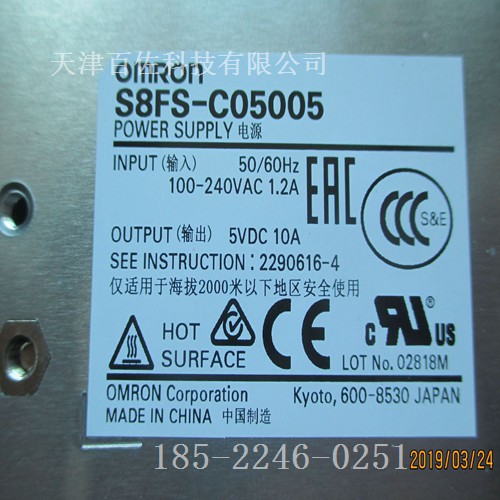 天津百佐科技有限公司
OMRON
S8FS-C05005
POWER SUPPLY 电源
INPUT (输入) 50/60Hz
100-240VAC 1.2A
EAC
CCC
S&E
OUTPUT (输出) 5VDC 10A
SEE INSTRUCTION : 2290616-4
仅适用于海拔2000米以下地区安全使用
HOT
SURFACE
CE
c RU US
LOT No. 02818M
OMRON Corporation Kyoto, 600-8530 JAPAN
MADE IN CHINA 中国制造
185-2246-0251
2019/03/24